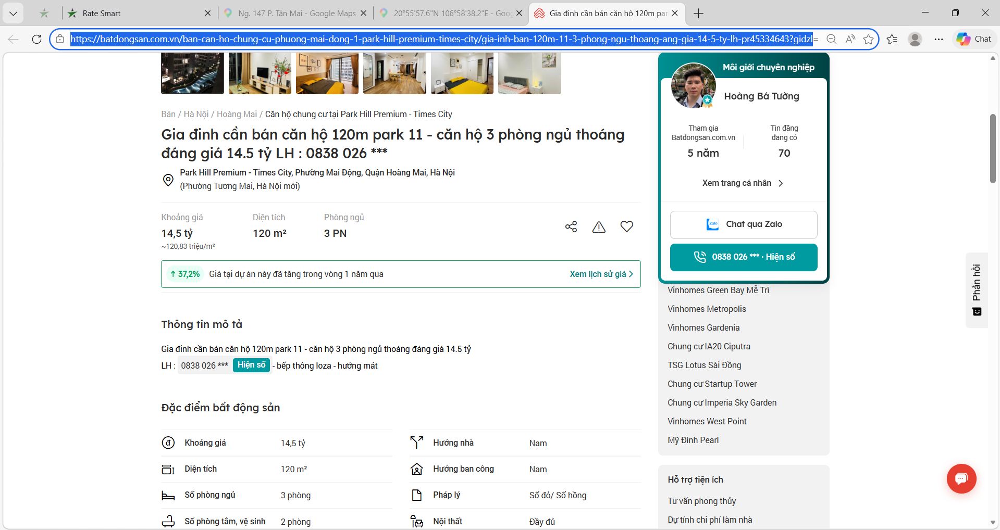 Rate Smart
Ng. 147 P. Tân Mai - Google Maps
20°55'57.6"N 106°58'38.2"E - Goog
Gia đinh cần bán căn hộ 120m par
https://batdongsan.com.vn/ban-can-ho-chung-cu-phuong-mai-dong-1-park-hill-premium-times-city/gia-inh-ban-120m-11-3-phong-ngu-thoang-ang-gia-14-5-ty-lh-pr45334643?gidzl=
Chat
Bán / Hà Nội / Hoàng Mai / Căn hộ chung cư tại Park Hill Premium - Times City
Gia đinh cần bán căn hộ 120m park 11 - căn hộ 3 phòng ngủ thoáng
đáng giá 14.5 tỷ LH : 0838 026 ***
Park Hill Premium - Times City, Phường Mai Động, Quận Hoàng Mai, Hà Nội
(Phường Tương Mai, Hà Nội mới)
Khoảng giá
Diện tích
Phòng ngủ
14,5 tỷ
120 m²
3 PN
~120,83 triệu/m²
37,2%
Giá tại dự án này đã tăng trong vòng 1 năm qua
Xem lịch sử giá
Thông tin mô tả
Gia đinh cần bán căn hộ 120m park 11 - căn hộ 3 phòng ngủ thoáng đáng giá 14.5 tỷ
LH : 0838 026 *** Hiện số - bếp thông loza - hướng mát
Đặc điểm bất động sản
Khoảng giá
14,5 tỷ
Hướng nhà
Nam
Diện tích
120 m²
Hướng ban công
Nam
Số phòng ngủ
3 phòng
Pháp lý
Sổ đỏ/ Sổ hồng
Số phòng tắm, vệ sinh
2 phòng
Nội thất
Đầy đủ
Môi giới chuyên nghiệp
Hoàng Bá Tường
Tham gia
Batdongsan.com.vn
5 năm
Tin đăng
đang có
70
Xem trang cá nhân
Zalo
Chat qua Zalo
0838 026 *** · Hiện số
Vinhomes Green Bay Mễ Trì
Vinhomes Metropolis
Vinhomes Gardenia
Chung cư IA20 Ciputra
TSG Lotus Sài Đồng
Chung cư Startup Tower
Chung cư Imperia Sky Garden
Vinhomes West Point
Mỹ Đình Pearl
Hỗ trợ tiện ích
Tư vấn phong thủy
Dự tính chi phí làm nhà
Phản hồi